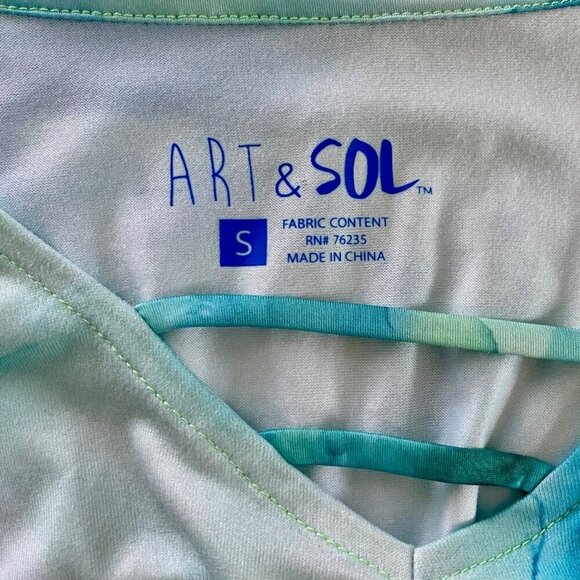 ART & SOL™
S
FABRIC CONTENT
RN# 76235
MADE IN CHINA